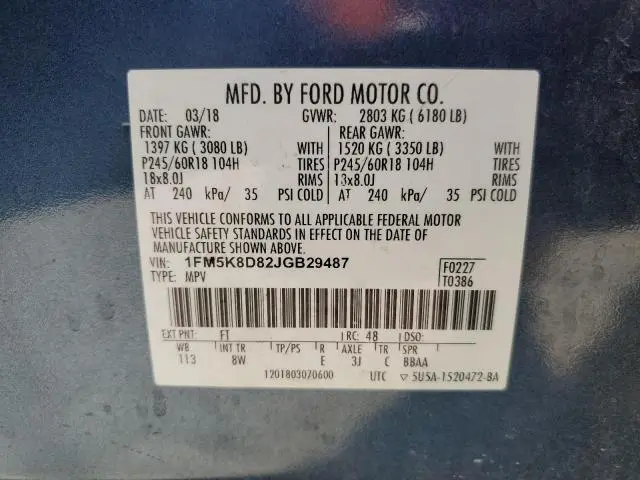 MFD. BY FORD MOTOR CO.
DATE: 03/18 GVWR: 2803 KG ( 6180 LB)
FRONT GAWR: REAR GAWR:
1397 KG ( 3080 LB) WITH 1520 KG ( 3350 LB) WITH
P245/60R18 104H TIRES P245/60R18 104H TIRES
18x8.0J RIMS 18x8.0J RIMS
AT 240 kPa/ 35 PSI COLD AT 240 kPa/ 35 PSI COLD
THIS VEHICLE CONFORMS TO ALL APPLICABLE FEDERAL MOTOR
VEHICLE SAFETY STANDARDS IN EFFECT ON THE DATE OF
MANUFACTURE SHOWN ABOVE.
VIN: 1FM5K8D82JGB29487 F0227
TYPE: MPV T0386
EXT PNT: FT RC: 48 DSO:
WB INT TR TP/PS R AXLE TR SPR
113 8W E 3J C BBAA
1201803070600 UTC ▽ 5U5A-1520472-BA